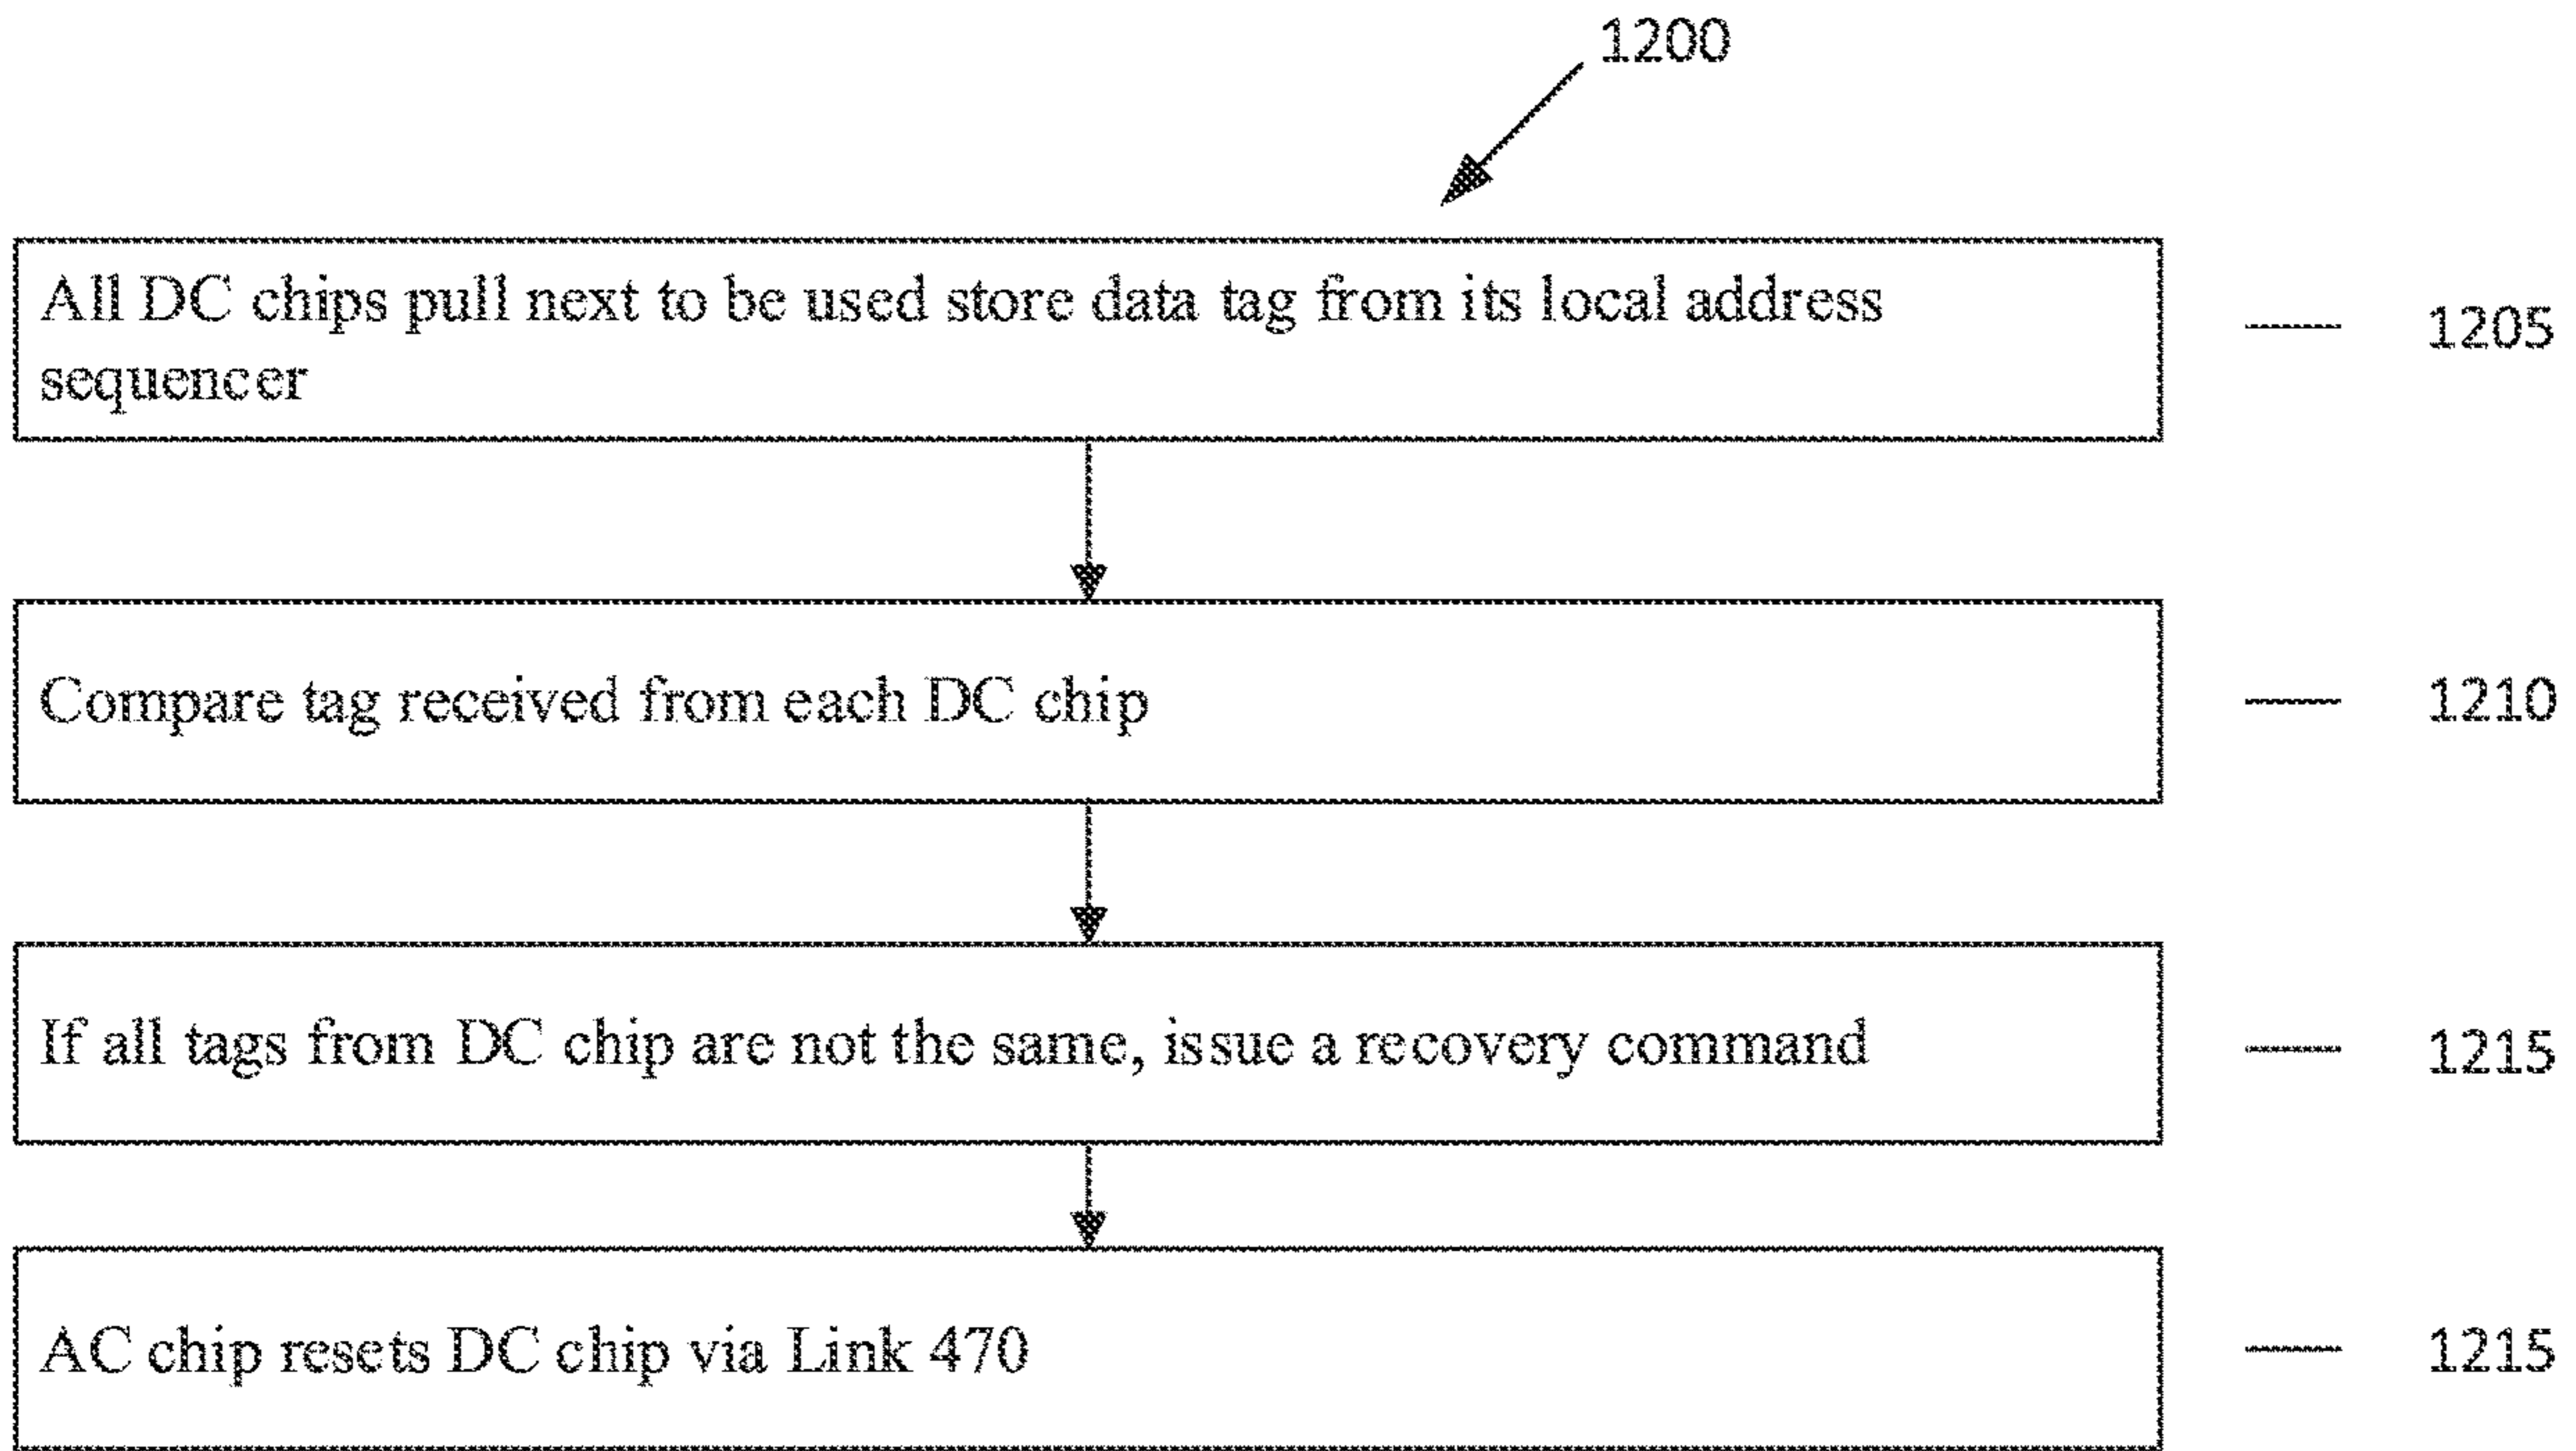 1200
All DC chips pull next to be used store data tag from its local address
sequencer
1205
Compare tag received from each DC chip
1210
If all tags from DC chip are not the same, issue a recovery command
1215
AC chip resets DC chip via Link 470
1215